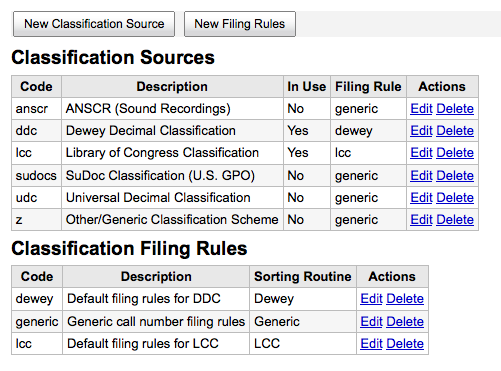 New Classification Source New Filing Rules
Classification Sources
Code Description In Use Filing Rule Actions
anscr ANSCR (Sound Recordings) No generic Edit Delete
ddc Dewey Decimal Classification Yes dewey Edit Delete
lcc Library of Congress Classification Yes lcc Edit Delete
sudocs SuDoc Classification (U.S. GPO) No generic Edit Delete
udc Universal Decimal Classification No generic Edit Delete
z Other/Generic Classification Scheme No generic Edit Delete
Classification Filing Rules
Code Description Sorting Routine Actions
dewey Default filing rules for DDC Dewey Edit Delete
generic Generic call number filing rules Generic Edit Delete
lcc Default filing rules for LCC LCC Edit Delete